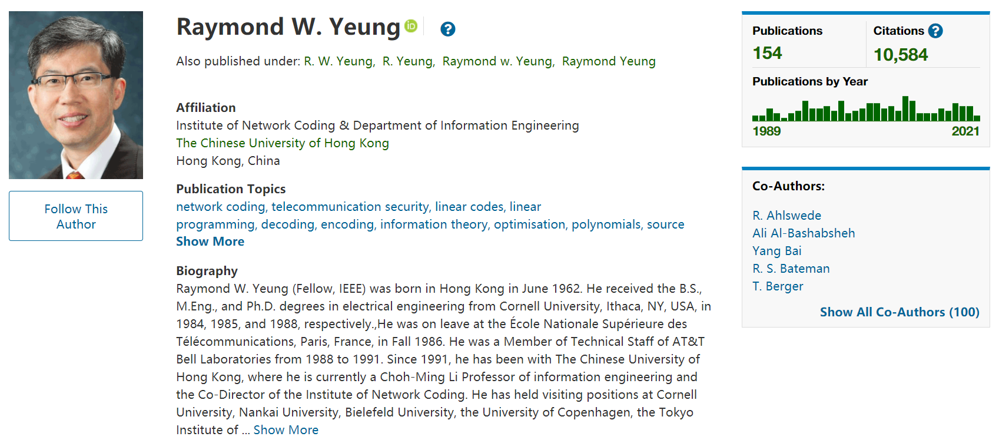 Raymond W. Yeung iD ?
Also published under: R. W. Yeung, R. Yeung, Raymond w. Yeung, Raymond Yeung
Affiliation
Institute of Network Coding & Department of Information Engineering
The Chinese University of Hong Kong
Hong Kong, China
Publication Topics
network coding, telecommunication security, linear codes, linear
programming, decoding, encoding, information theory, optimisation, polynomials, source
Show More
Biography
Raymond W. Yeung (Fellow, IEEE) was born in Hong Kong in June 1962. He received the B.S.,
M.Eng., and Ph.D. degrees in electrical engineering from Cornell University, Ithaca, NY, USA, in
1984, 1985, and 1988, respectively.,He was on leave at the École Nationale Supérieure des
Télécommunications, Paris, France, in Fall 1986. He was a Member of Technical Staff of AT&T
Bell Laboratories from 1988 to 1991. Since 1991, he has been with The Chinese University of
Hong Kong, where he is currently a Choh-Ming Li Professor of information engineering and
the Co-Director of the Institute of Network Coding. He has held visiting positions at Cornell
University, Nankai University, Bielefeld University, the University of Copenhagen, the Tokyo
Institute of ... Show More
Follow This
Author
Publications
154
Citations ?
10,584
Publications by Year
1989 2021
Co-Authors:
R. Ahlswede
Ali Al-Bashabsheh
Yang Bai
R. S. Bateman
T. Berger
Show All Co-Authors (100)